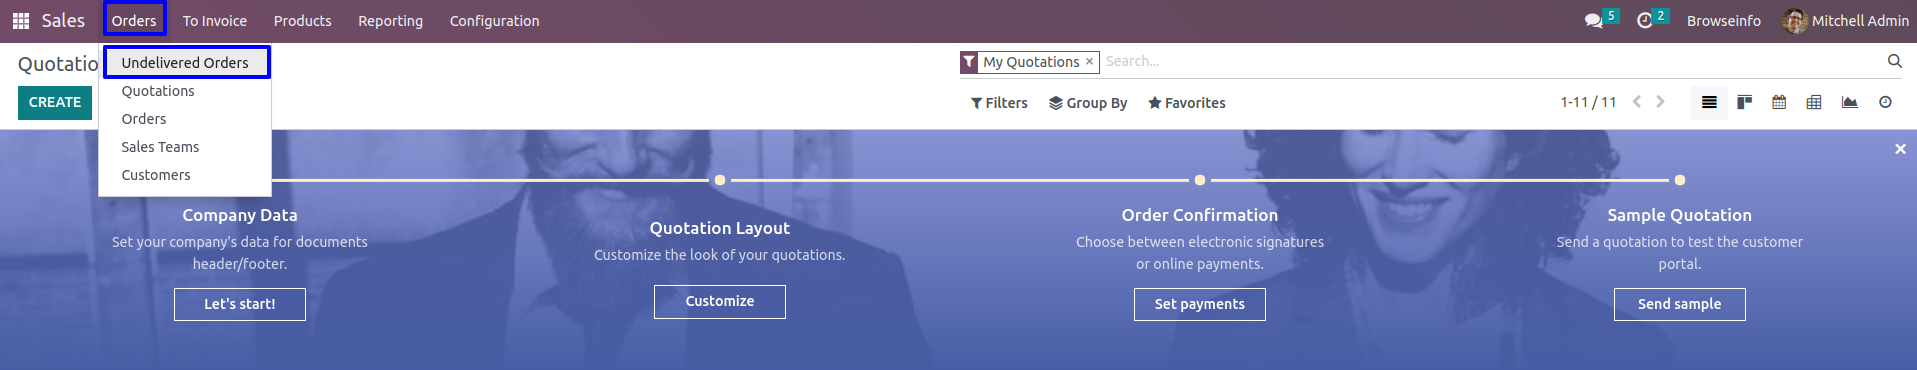 Sales Orders To Invoice Products Reporting Configuration 5 2 Browseinfo Mitchell Admin
Quotatio My Quotations × Search...
Undelivered Orders
Quotations
Orders
Sales Teams
Customers
CREATE Filters Group By Favorites 1-11 / 11
×
Company Data
Set your company's data for documents
header/footer.
Let's start!
Quotation Layout
Customize the look of your quotations.
Customize
Order Confirmation
Choose between electronic signatures
or online payments.
Set payments
Sample Quotation
Send a quotation to test the customer
portal.
Send sample